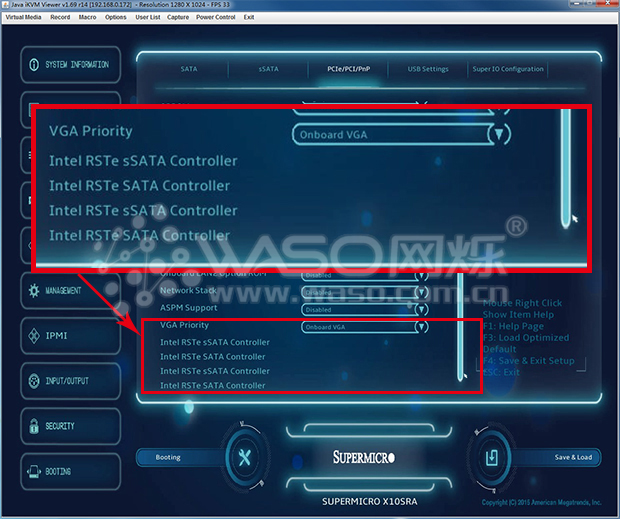 Java iKVM Viewer v1.69 r14 [192.168.0.172] - Resolution 1280 X 1024 - FPS 33
Virtual Media Record Macro Options User List Capture Power Control Exit
SYSTEM INFORMATION
SATA sSATA PCIe/PCI/PnP USB Settings Super IO Configuration
VGA Priority Onboard VGA
Intel RSTe sSATA Controller
Intel RSTe SATA Controller
Intel RSTe sSATA Controller
Intel RSTe SATA Controller
VASO网烁®
www.vaso.com.cn
Onboard LAN2 Option ROM Disabled
Network Stack Disabled
ASPM Support Disabled
VGA Priority Onboard VGA
Intel RSTe sSATA Controller
Intel RSTe SATA Controller
Intel RSTe sSATA Controller
Intel RSTe SATA Controller
MANAGEMENT
IPMI
INPUT/OUTPUT
SECURITY
BOOTING
Mouse Right Click
Show Item Help
F1: Help Page
F3: Load Optimized
Default
F4: Save & Exit Setup
ESC: Exit
Booting
SUPERMICRO
Save & Load
SUPERMICRO X10SRA
Copyright (C) 2015 American Megatrends, Inc.